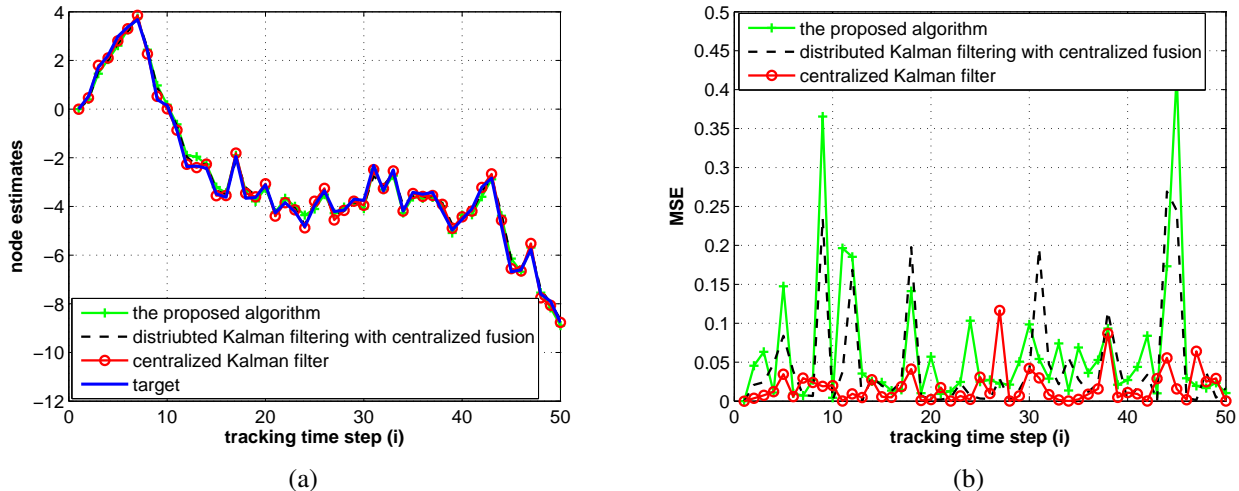 4
2
0
−2
−4
−6
−8
−10
−12
0
10
20
30
40
50
node estimates
tracking time step (i)
the proposed algorithm
distriubted Kalman filtering with centralized fusion
centralized Kalman filter
target
(a)
0.5
0.45
0.4
0.35
0.3
0.25
0.2
0.15
0.1
0.05
0
0
10
20
30
40
50
MSE
tracking time step (i)
the proposed algorithm
distributed Kalman filtering with centralized fusion
centralized Kalman filter
(b)